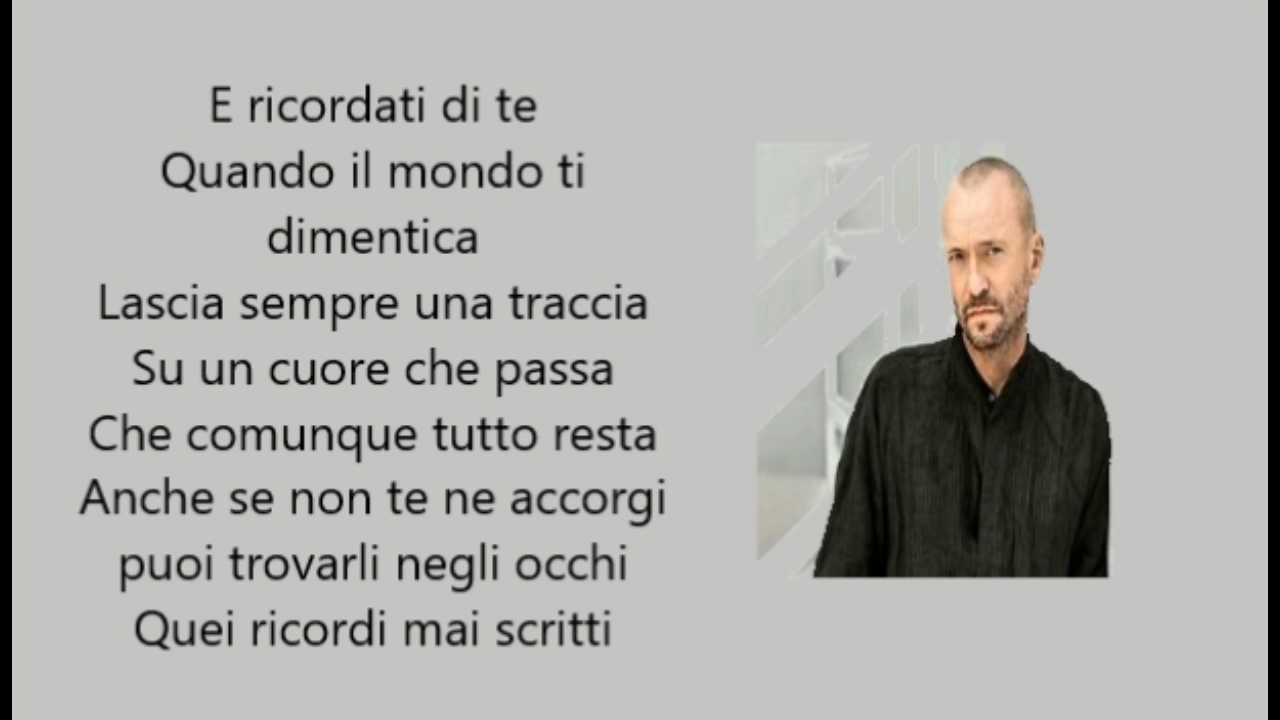 E ricordati di te
Quando il mondo ti
dimentica
Lascia sempre una traccia
Su un cuore che passa
Che comunque tutto resta
Anche se non te ne accorgi
puoi trovarli negli occhi
Quei ricordi mai scritti